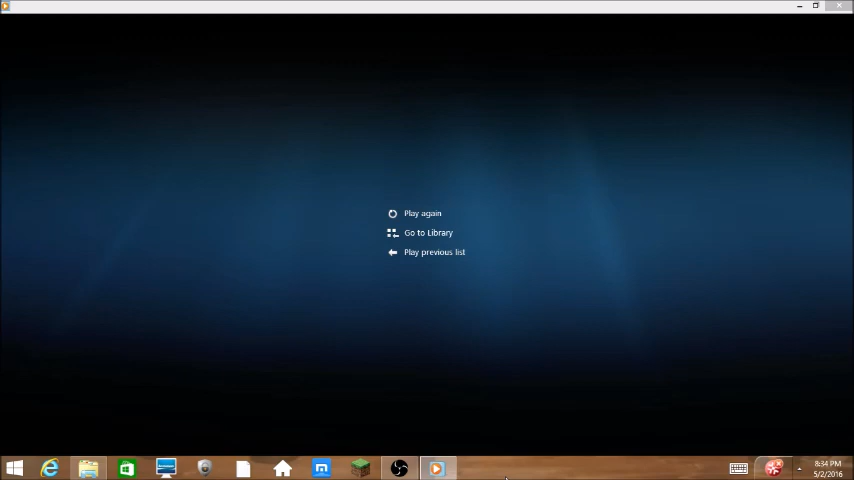 Play again
Go to Library
Play previous list
8:34 PM
5/2/2016